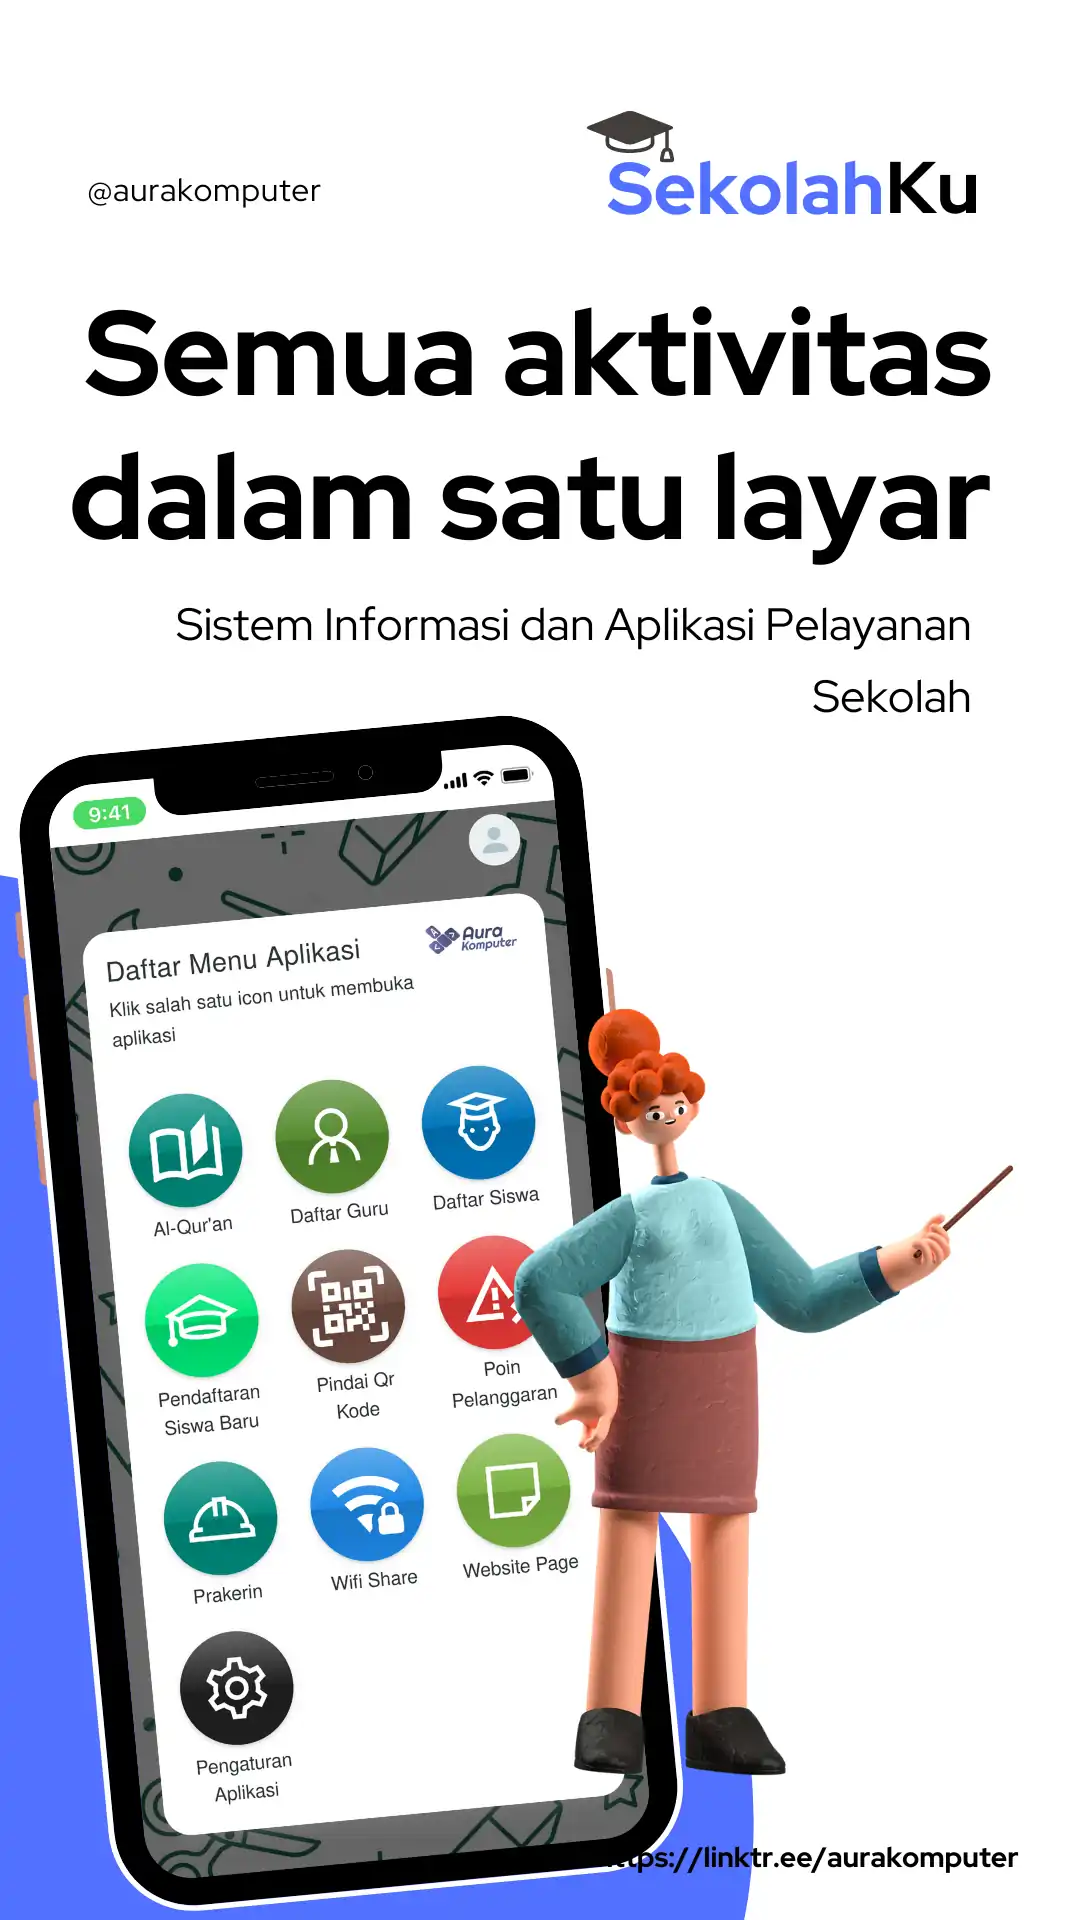 @aurakomputer
SekolahKu
Semua aktivitas
dalam satu layar
Sistem Informasi dan Aplikasi Pelayanan
Sekolah
9:41
Daftar Menu Aplikasi
Aura
Komputer
Klik salah satu icon untuk membuka
aplikasi
Al-Qur'an
Daftar Guru
Daftar Siswa
Pendaftaran
Siswa Baru
Pindai Qr
Kode
Poin
Pelanggaran
Prakerin
Wifi Share
Website Page
Pengaturan
Aplikasi
https://linktr.ee/aurakomputer